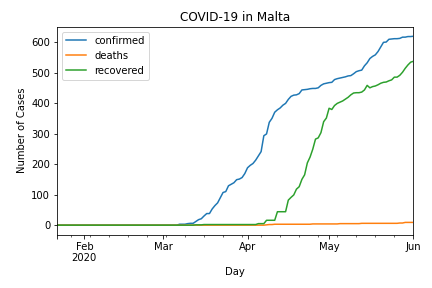 COVID-19 in Malta
confirmed
deaths
recovered
Number of Cases
600
500
400
300
200
100
0
Feb
2020
Mar
Apr
May
Jun
Day